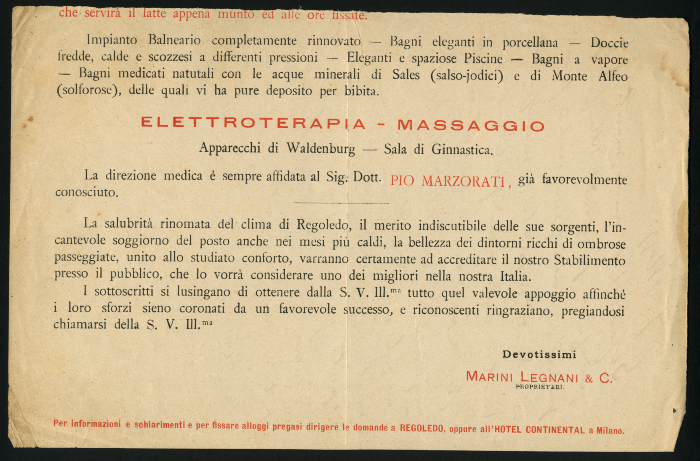 che servirà il latte appena munto ed alle ore fissate.
Impianto Balneario completamente rinnovato — Bagni eleganti in porcellana — Doccie
fredde, calde e scozzesi a differenti pressioni — Eleganti e spaziose Piscine — Bagni a vapore
— Bagni medicati natutali con le acque minerali di Sales (salso-jodici) e di Monte Alfeo
(solforose), delle quali vi ha pure deposito per bibita.
ELETTROTERAPIA - MASSAGGIO
Apparecchi di Waldenburg — Sala di Ginnastica.
La direzione medica è sempre affidata al Sig. Dott. PIO MARZORATI, già favorevolmente
conosciuto.
La salubrità rinomata del clima di Regoledo, il merito indiscutibile delle sue sorgenti, l'in-
cantevole soggiorno del posto anche nei mesi più caldi, la bellezza dei dintorni ricchi di ombrose
passeggiate, unito allo studiato conforto, varranno certamente ad accreditare il nostro Stabilimento
presso il pubblico, che lo vorrà considerare uno dei migliori nella nostra Italia.
I sottoscritti si lusingano di ottenere dalla S. V. Ill.ma tutto quel valevole appoggio affinché
i loro sforzi sieno coronati da un favorevole successo, e riconoscenti ringraziano, pregiandosi
chiamarsi della S. V. Ill.ma
Devotissimi
MARINI LEGNANI & C.
PROPRIETARI.
Per informazioni e schiarimenti e per fissare alloggi pregasi dirigere le domande a REGOLEDO, oppure all'HOTEL CONTINENTAL a Milano.